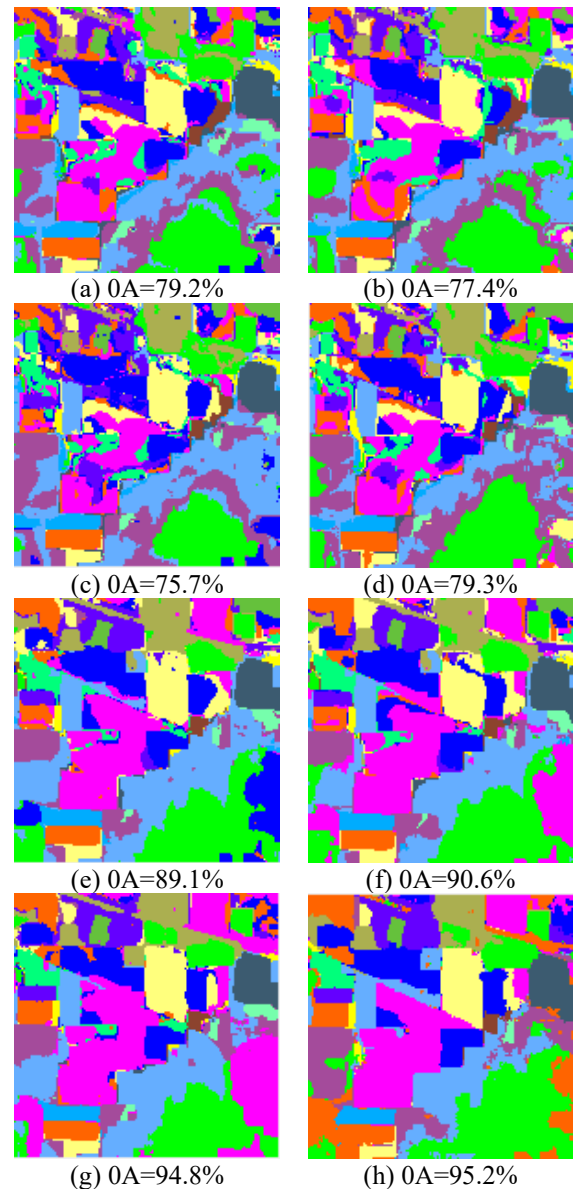 (a) 0A=79.2%
(b) 0A=77.4%
(c) 0A=75.7%
(d) 0A=79.3%
(e) 0A=89.1%
(f) 0A=90.6%
(g) 0A=94.8%
(h) 0A=95.2%